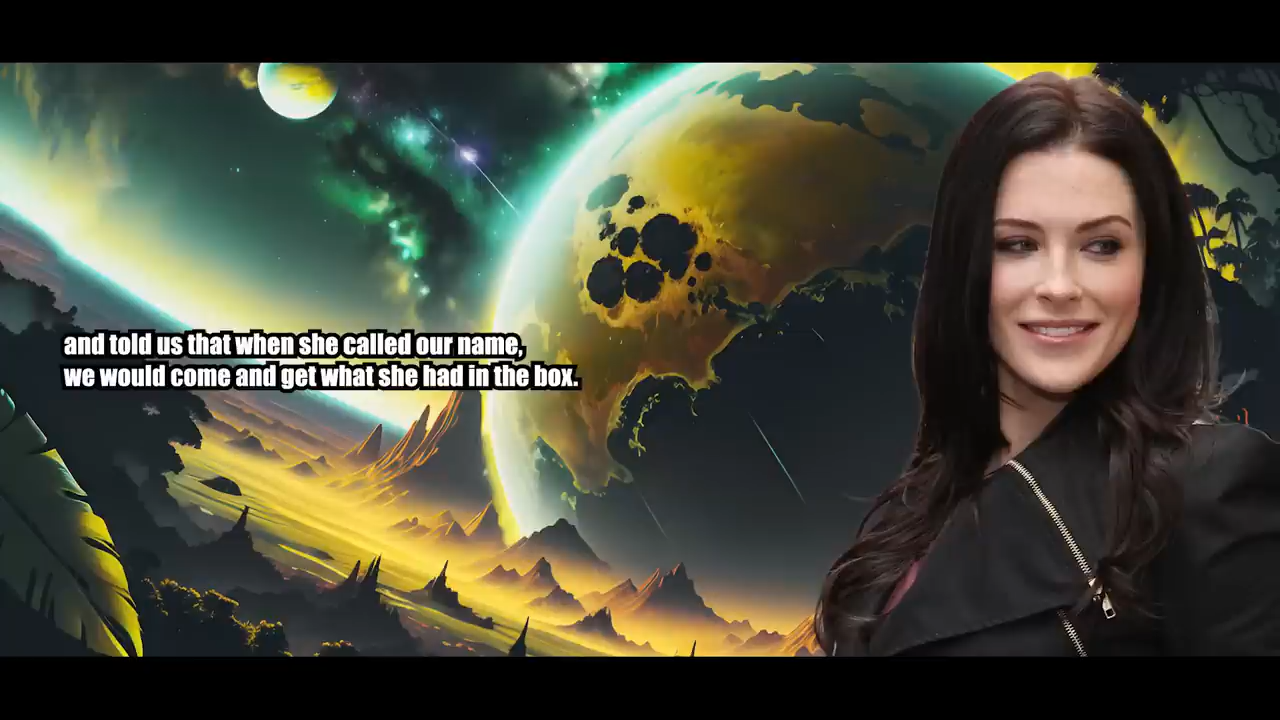 and told us that when she called our name,
we would come and get what she had in the box.